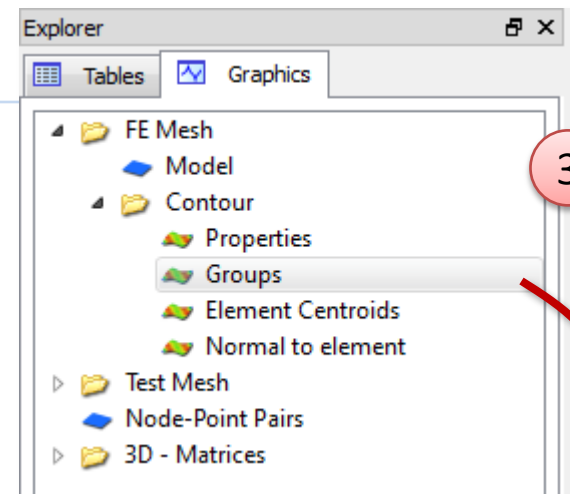 Explorer
Tables Graphics
FE Mesh
Model
3
Contour
Properties
Groups
Element Centroids
Normal to element
Test Mesh
Node-Point Pairs
3D - Matrices